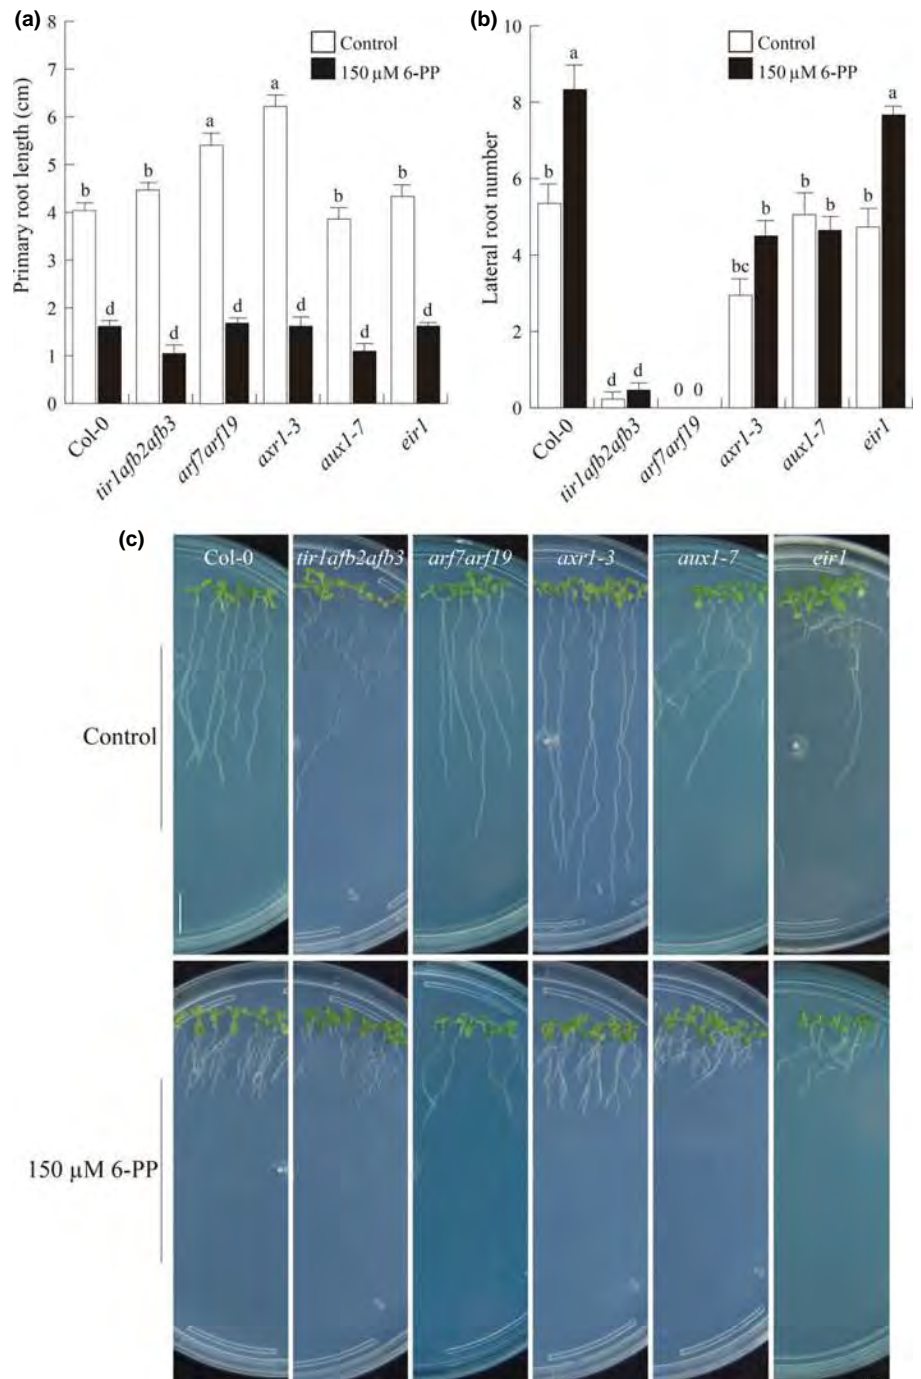 (a)
8
7
6
5
4
3
2
1
0
Primary root length (cm)
Control
150 µM 6-PP
b
d
b
d
a
d
a
d
b
d
b
d
Col-0
tir1afb2afb3
arf7arf19
axr1-3
aux1-7
eir1
(b)
10
8
6
4
2
0
Lateral root number
Control
150 µM 6-PP
b
a
d d
0 0
bc
b
b
b
b
a
Col-0
tir1afb2afb3
arf7arf19
axr1-3
aux1-7
eir1
(c)
Col-0
tir1afb2afb3
arf7arf19
axr1-3
aux1-7
eir1
Control
150 µM 6-PP